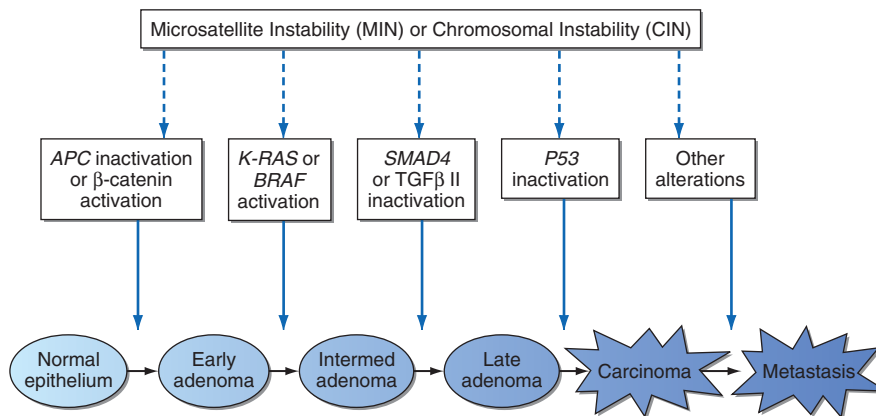 Microsatellite Instability (MIN) or Chromosomal Instability (CIN)
APC inactivation
or β-catenin
activation
K-RAS or
BRAF
activation
SMAD4
or TGFβ II
inactivation
P53
inactivation
Other
alterations
Normal
epithelium
Early
adenoma
Intermed
adenoma
Late
adenoma
Carcinoma
Metastasis